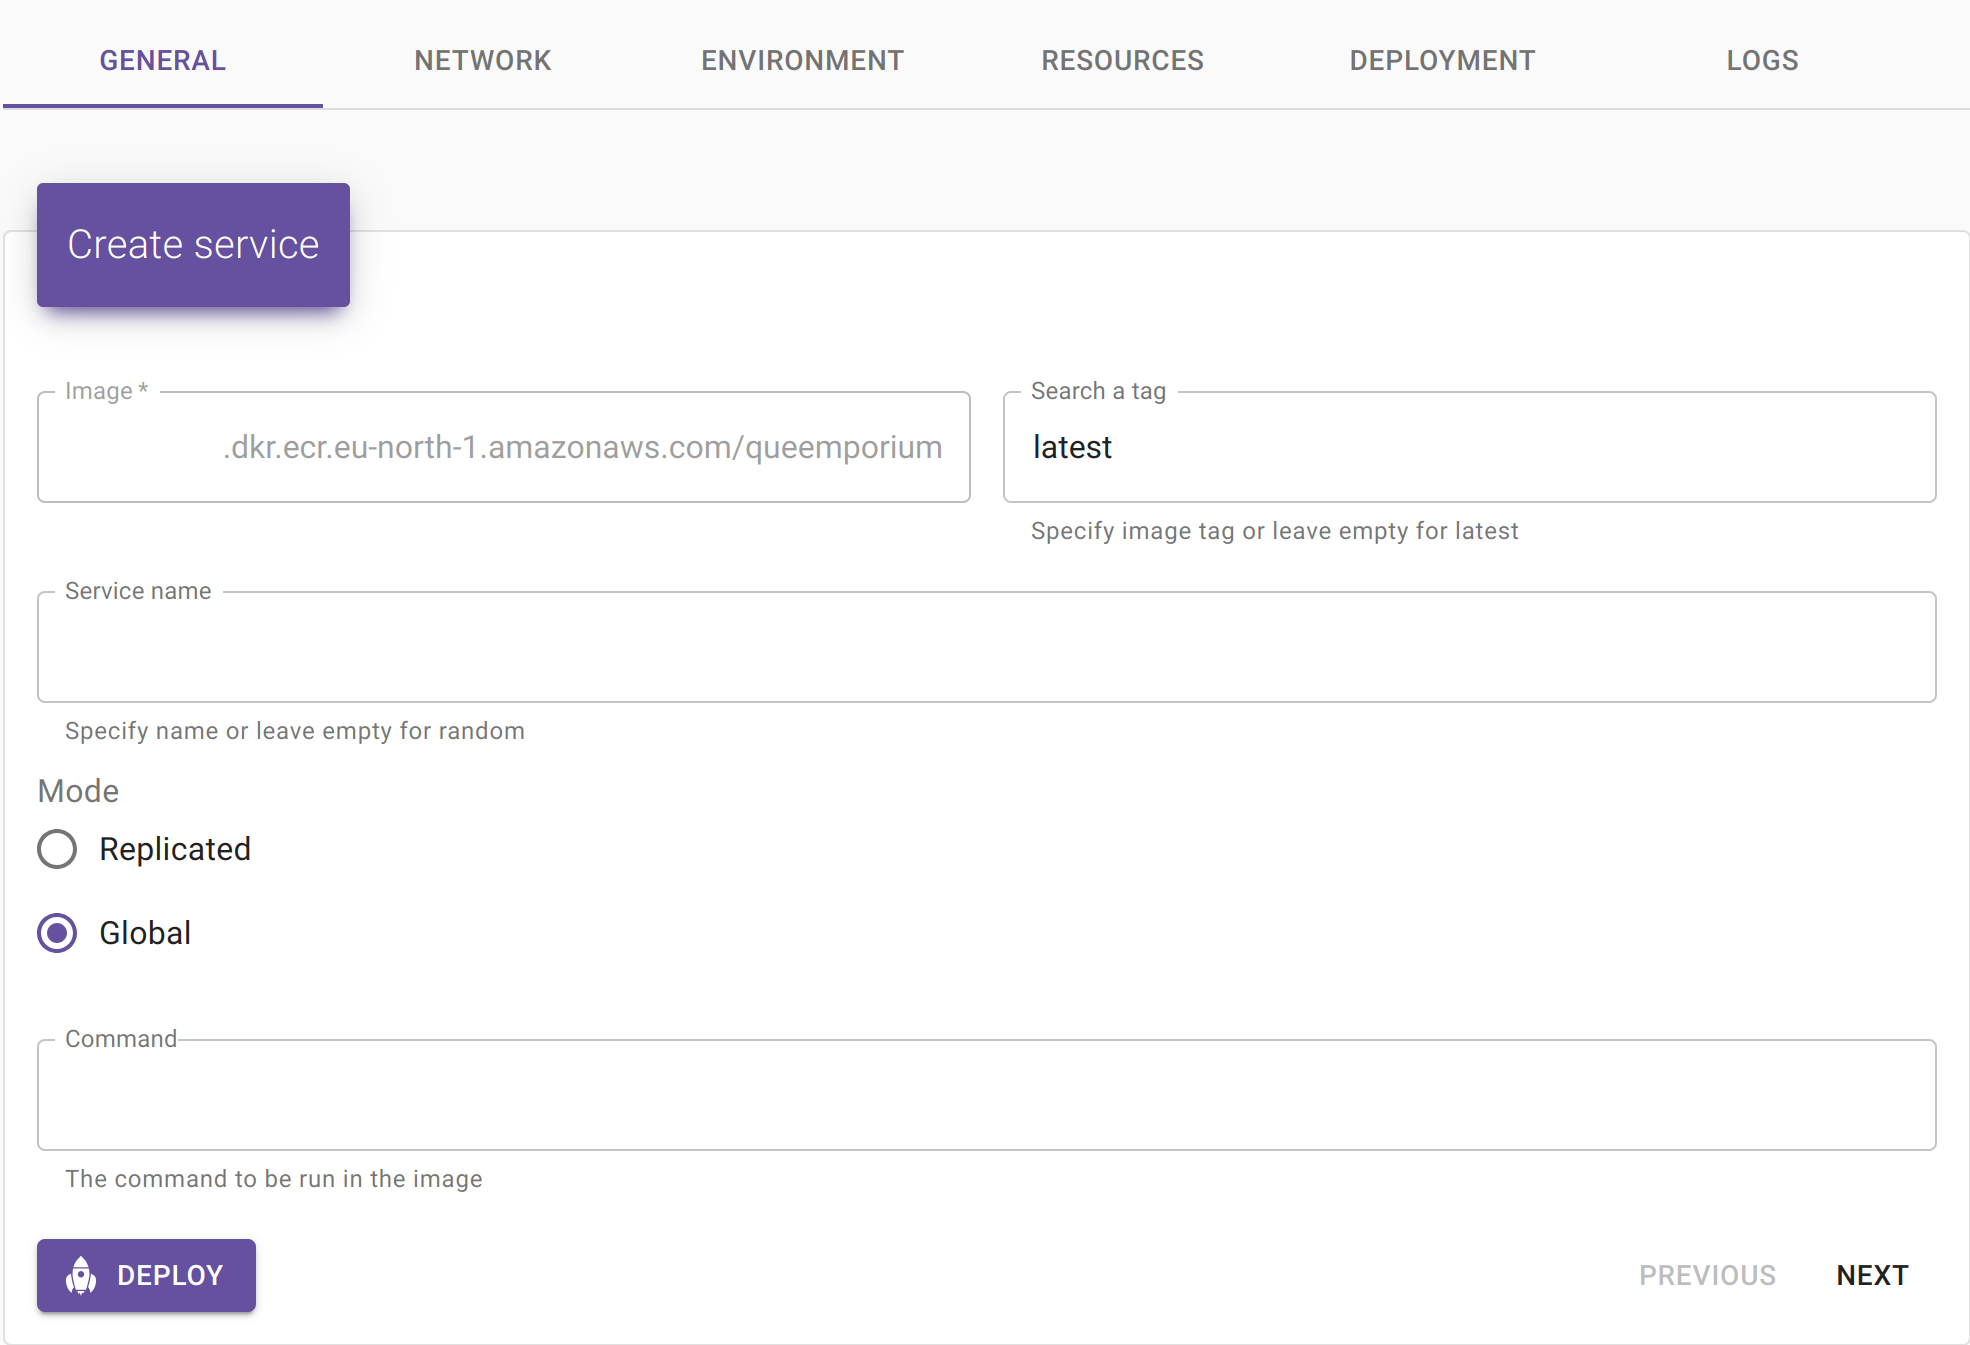 GENERAL NETWORK ENVIRONMENT RESOURCES DEPLOYMENT LOGS
Create service
Image * Search a tag
.dkr.ecr.eu-north-1.amazonaws.com/queemporium latest
Specify image tag or leave empty for latest
Service name
Specify name or leave empty for random
Mode
Replicated
Global
Command
The command to be run in the image
DEPLOY PREVIOUS NEXT